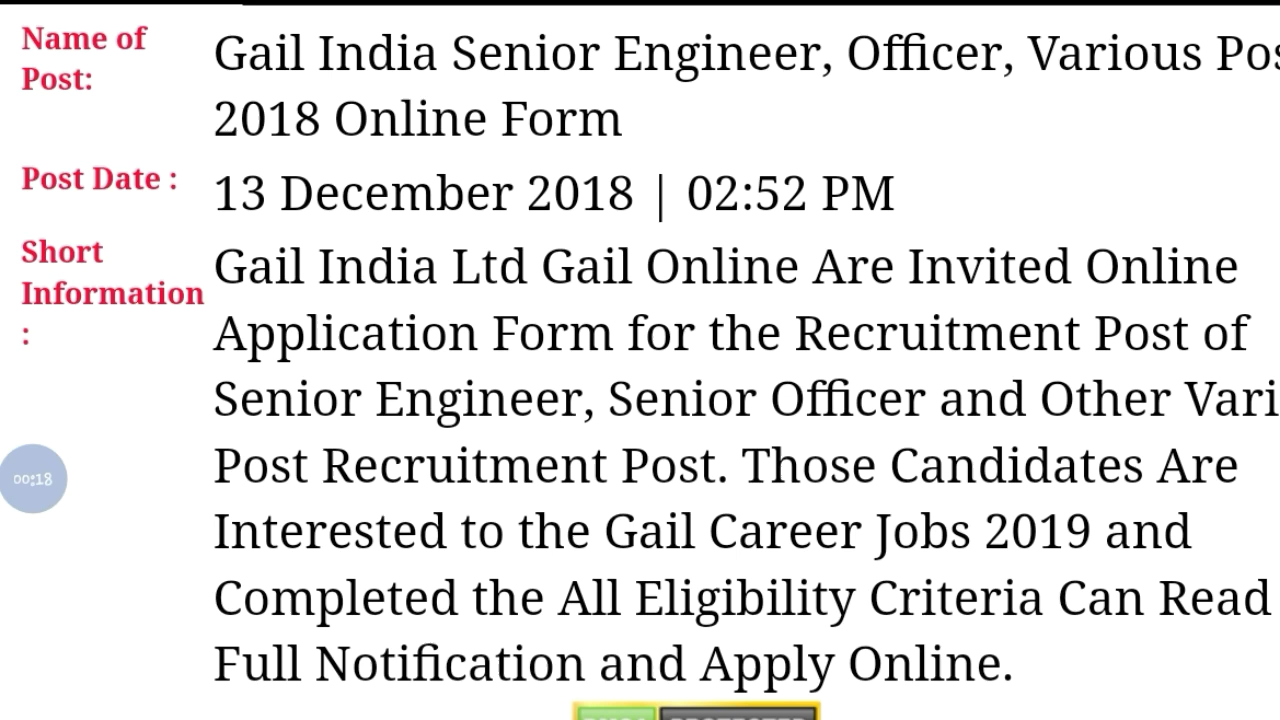 Name of
Post:
Gail India Senior Engineer, Officer, Various
2018 Online Form
Post Date :
13 December 2018 | 02:52 PM
Short
Information
:
Gail India Ltd Gail Online Are Invited Online
Application Form for the Recruitment Post of
Senior Engineer, Senior Officer and Other
Post Recruitment Post. Those Candidates Are
Interested to the Gail Career Jobs 2019 and
Completed the All Eligibility Criteria Can Read
Full Notification and Apply Online.
00:18